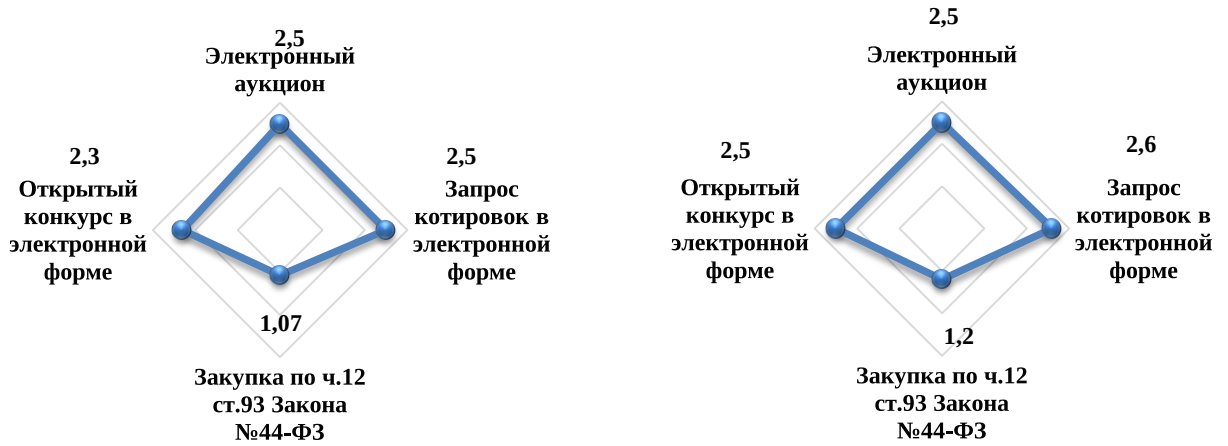 2,5
Электронный
аукцион
2,3
Открытый
конкурс в
электронной
форме
2,5
Запрос
котировок в
электронной
форме
1,07
Закупка по ч.12
ст.93 Закона
№44-ФЗ
2,5
Электронный
аукцион
2,5
Открытый
конкурс в
электронной
форме
2,6
Запрос
котировок в
электронной
форме
1,2
Закупка по ч.12
ст.93 Закона
№44-ФЗ